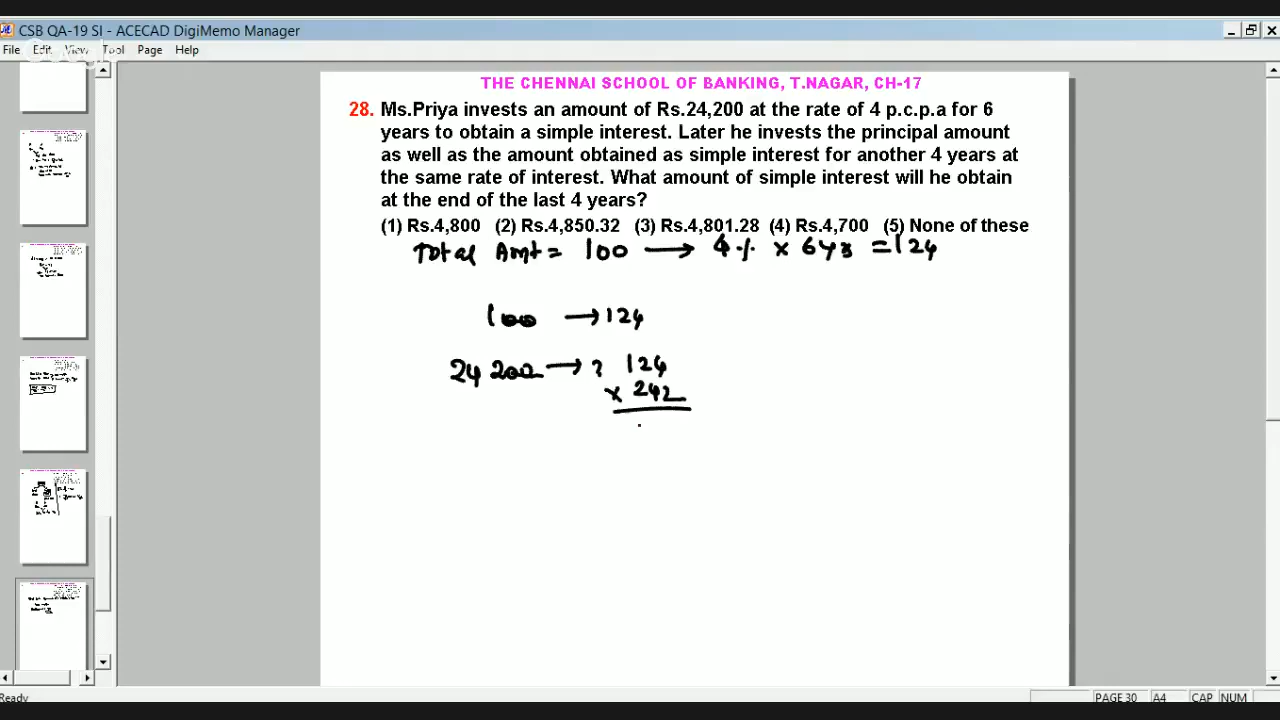 CSB QA-19 SI - ACECAD DigiMemo Manager
File Edit View Tool Page Help
THE CHENNAI SCHOOL OF BANKING, T.NAGAR, CH-17
28. Ms.Priya invests an amount of Rs.24,200 at the rate of 4 p.c.p.a for 6
years to obtain a simple interest. Later he invests the principal amount
as well as the amount obtained as simple interest for another 4 years at
the same rate of interest. What amount of simple interest will he obtain
at the end of the last 4 years?
(1) Rs.4,800 (2) Rs.4,850.32 (3) Rs.4,801.28 (4) Rs.4,700 (5) None of these
Total Amt = 100 → 4% × 6 yrs = 124
100 → 124
24 200 → ? 124
× 242
Ready
PAGE 30 A4 CAP NUM